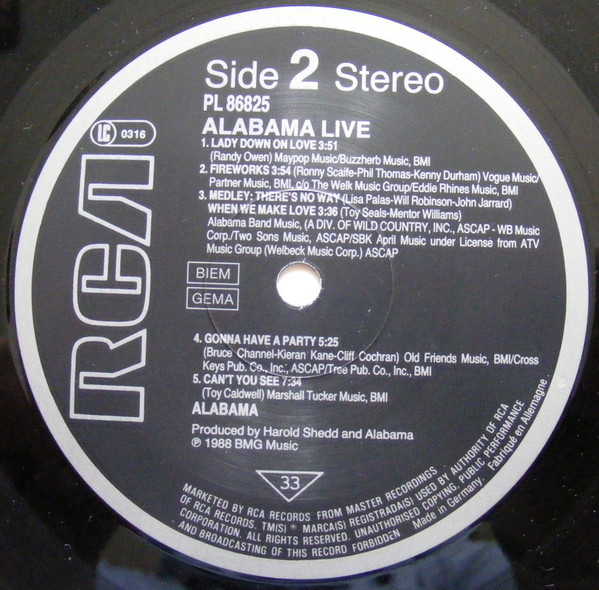 Side 2 Stereo
PL 86825
ALABAMA LIVE
LC 0316
1. LADY DOWN ON LOVE 3:51
(Randy Owen) Maypop Music/Buzzherb Music, BMI
2. FIREWORKS 3:54 (Ronny Scaife-Phil Thomas-Kenny Durham) Vogue Music/
Partner Music, BMI, c/o The Welk Music Group/Eddie Rhines Music, BMI
3. MEDLEY; THERE'S NO WAY (Lisa Palas-Will Robinson-John Jarrard)
WHEN WE MAKE LOVE 3:36 (Toy Seals-Mentor Williams)
Alabama Band Music, (A DIV. OF WILD COUNTRY, INC., ASCAP - WB Music
Corp./Two Sons Music, ASCAP/SBK April Music under License from ATV
Music Group (Welbeck Music Corp.) ASCAP
BIEM
GEMA
RCA
4. GONNA HAVE A PARTY 5:25
(Bruce Channel-Kieran Kane-Cliff Cochran) Old Friends Music, BMI/Cross
Keys Pub. Co., Inc., ASCAP/Tree Pub. Co., Inc., BMI
5. CAN'T YOU SEE 7:34
(Toy Caldwell) Marshall Tucker Music, BMI
ALABAMA
Produced by Harold Shedd and Alabama
℗ 1988 BMG Music
33
MARKETED BY RCA RECORDS FROM MASTER RECORDINGS
OF RCA RECORDS. TM(S) ® MARCA(S) REGISTRADA(S) USED BY AUTHORITY OF RCA
CORPORATION. ALL RIGHTS RESERVED. UNAUTHORISED COPYING, PUBLIC PERFORMANCE
AND BROADCASTING OF THIS RECORD FORBIDDEN
Made in Germany. Fabriqué en Allemagne.